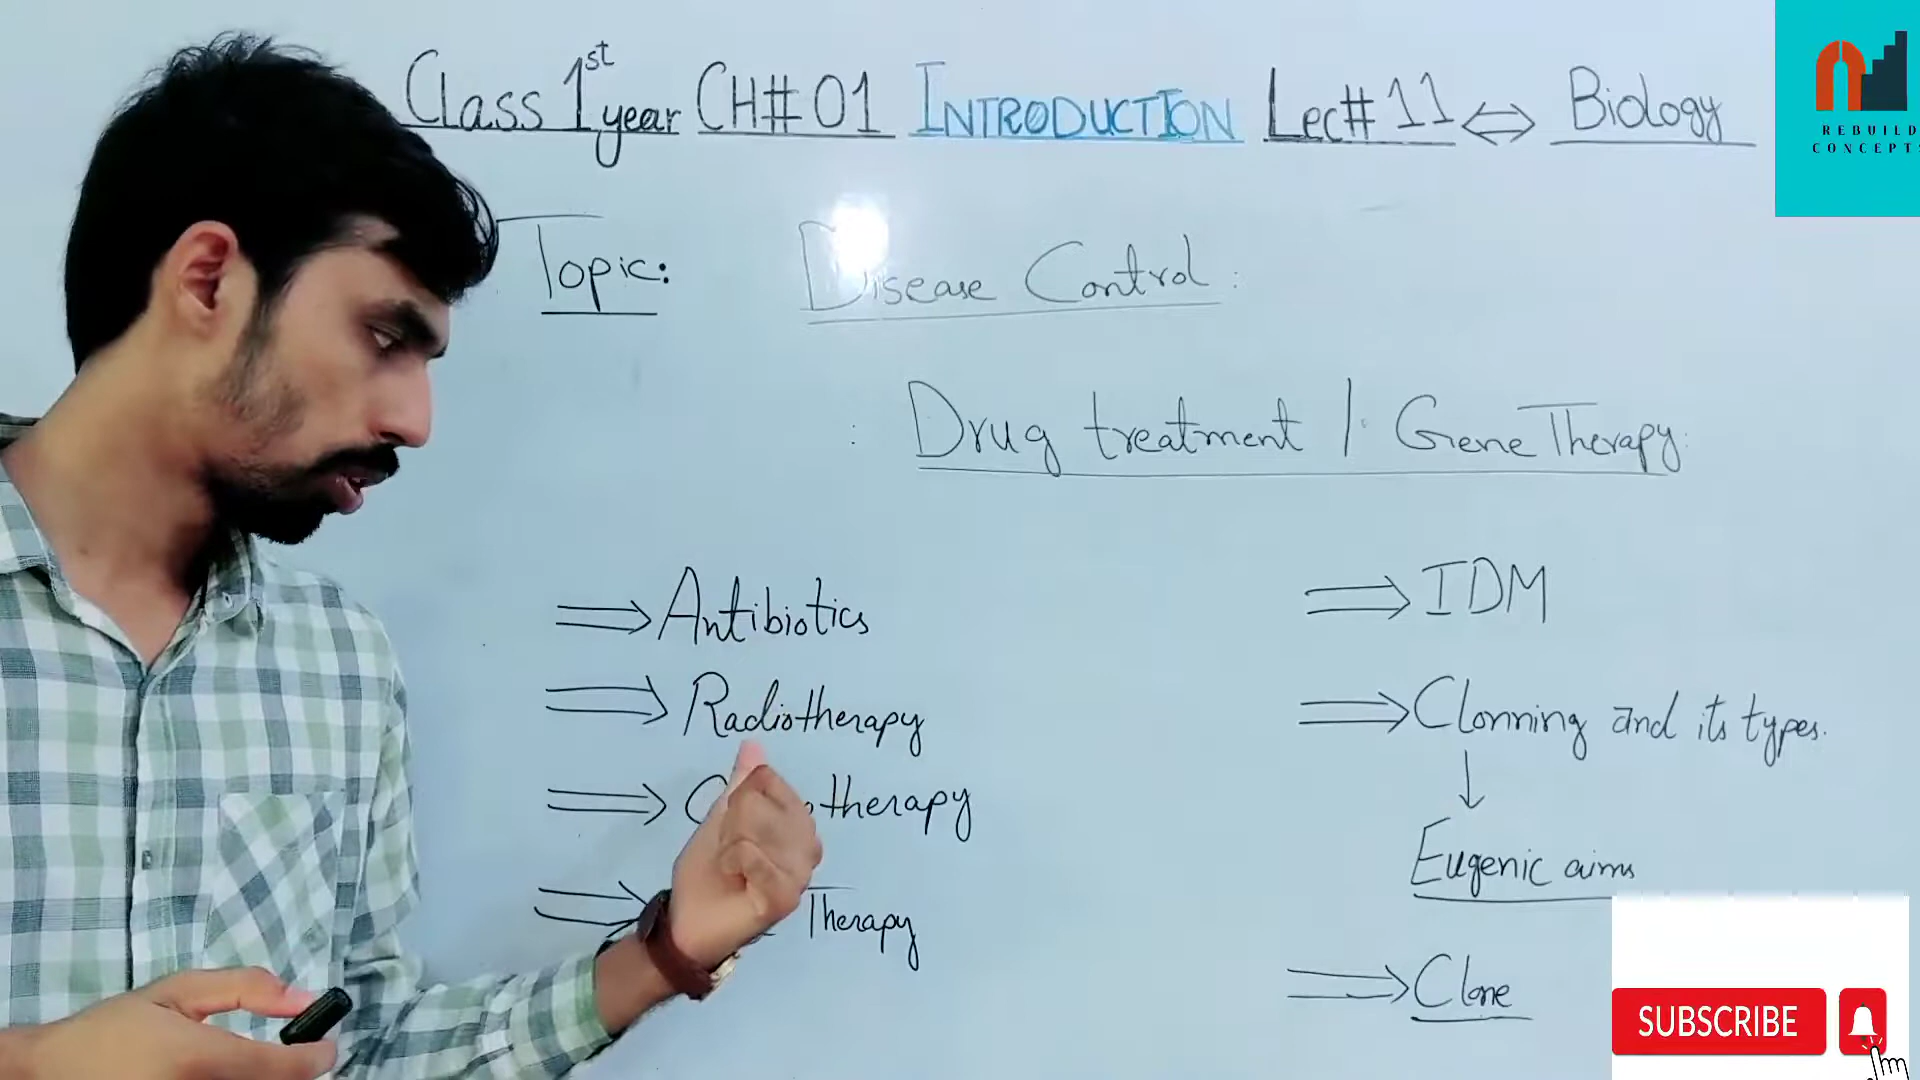 Class 1st year CH# 01 INTRODUCTION Lec# 11 ⇔ Biology
REBUILD
CONCEPTS
Topic: Disease Control:
: Drug treatment / Gene Therapy:
⇒ Antibiotics
⇒ Radiotherapy
⇒ therapy
⇒ Therapy
⇒ IDM
⇒ Clonning and its types.
↓
Eugenic aims
⇒ Clone
SUBSCRIBE